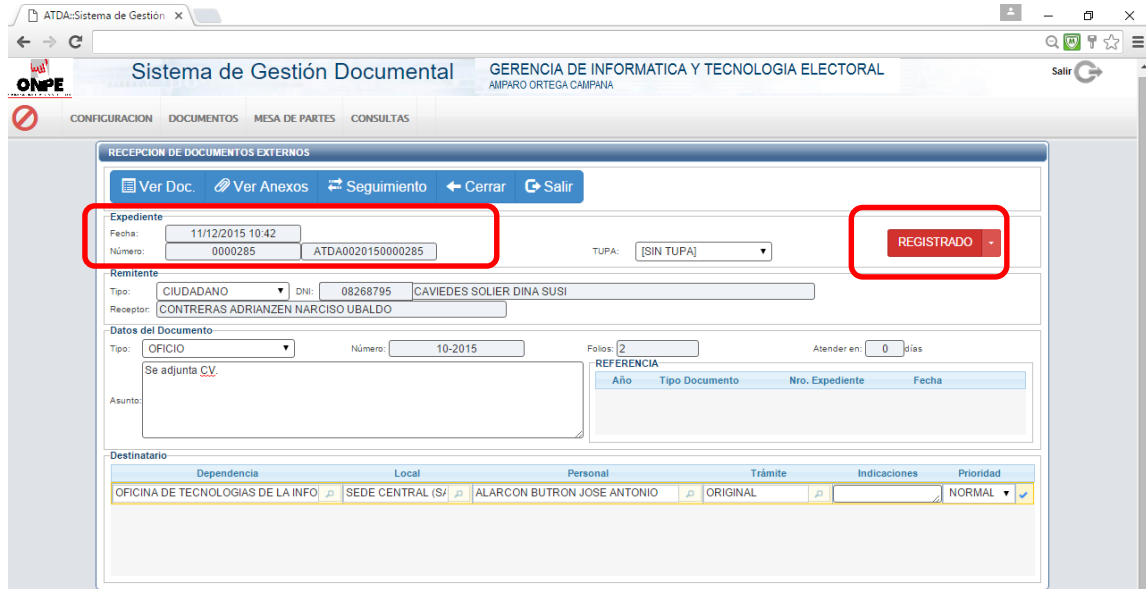 ATDA::Sistema de Gestión
ONPE Sistema de Gestión Documental GERENCIA DE INFORMATICA Y TECNOLOGIA ELECTORAL Salir
AMPARO ORTEGA CAMPANA
CONFIGURACION DOCUMENTOS MESA DE PARTES CONSULTAS
RECEPCION DE DOCUMENTOS EXTERNOS
Ver Doc. Ver Anexos Seguimiento Cerrar Salir
Expediente
Fecha: 11/12/2015 10:42
Número: 0000285 ATDA0020150000285 TUPA: [SIN TUPA] REGISTRADO
Remitente
Tipo: CIUDADANO DNI: 08268795 CAVIEDES SOLIER DINA SUSI
Receptor: CONTRERAS ADRIANZEN NARCISO UBALDO
Datos del Documento
Tipo: OFICIO Número: 10-2015 Folios: 2 Atender en: 0 días
Asunto: Se adjunta CV.
REFERENCIA
Año Tipo Documento Nro. Expediente Fecha
Destinatario
Dependencia Local Personal Trámite Indicaciones Prioridad
OFICINA DE TECNOLOGIAS DE LA INFO SEDE CENTRAL (SA ALARCON BUTRON JOSE ANTONIO ORIGINAL NORMAL